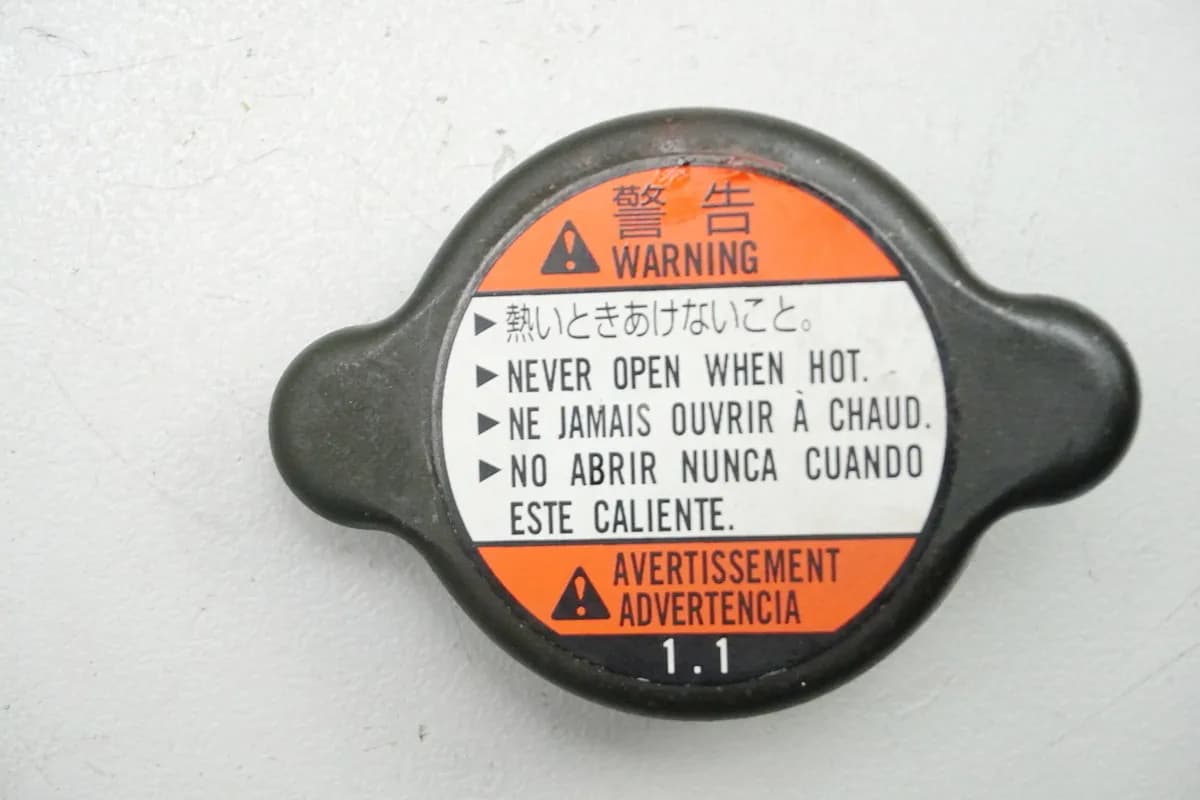 警告
WARNING
▶熱いときあけないこと。
▶NEVER OPEN WHEN HOT.
▶NE JAMAIS OUVRIR À CHAUD.
▶NO ABRIR NUNCA CUANDO
ESTE CALIENTE.
AVERTISSEMENT
ADVERTENCIA
1.1